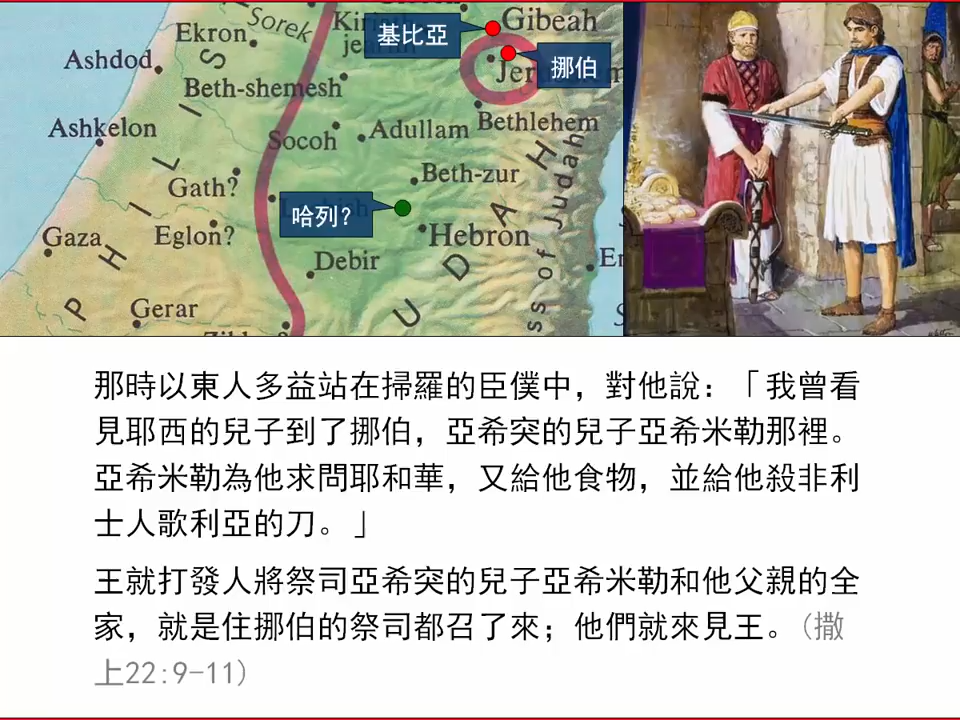 Ekron
Sorek
Gibeah
基比亞
Ashdod
挪伯
Beth-shemesh
Ashkelon
Socoh
Adullam
Bethlehem
Gath?
Beth-zur
哈列?
Gaza
Eglon?
Hebron
Debir
Gerar
Judah
那時以東人多益站在掃羅的臣僕中，對他說：「我曾看
見耶西的兒子到了挪伯，亞希突的兒子亞希米勒那裡。
亞希米勒為他求問耶和華，又給他食物，並給他殺非利
士人歌利亞的刀。」
王就打發人將祭司亞希突的兒子亞希米勒和他父親的全
家，就是住挪伯的祭司都召了來；他們就來見王。(撒
上22:9-11)